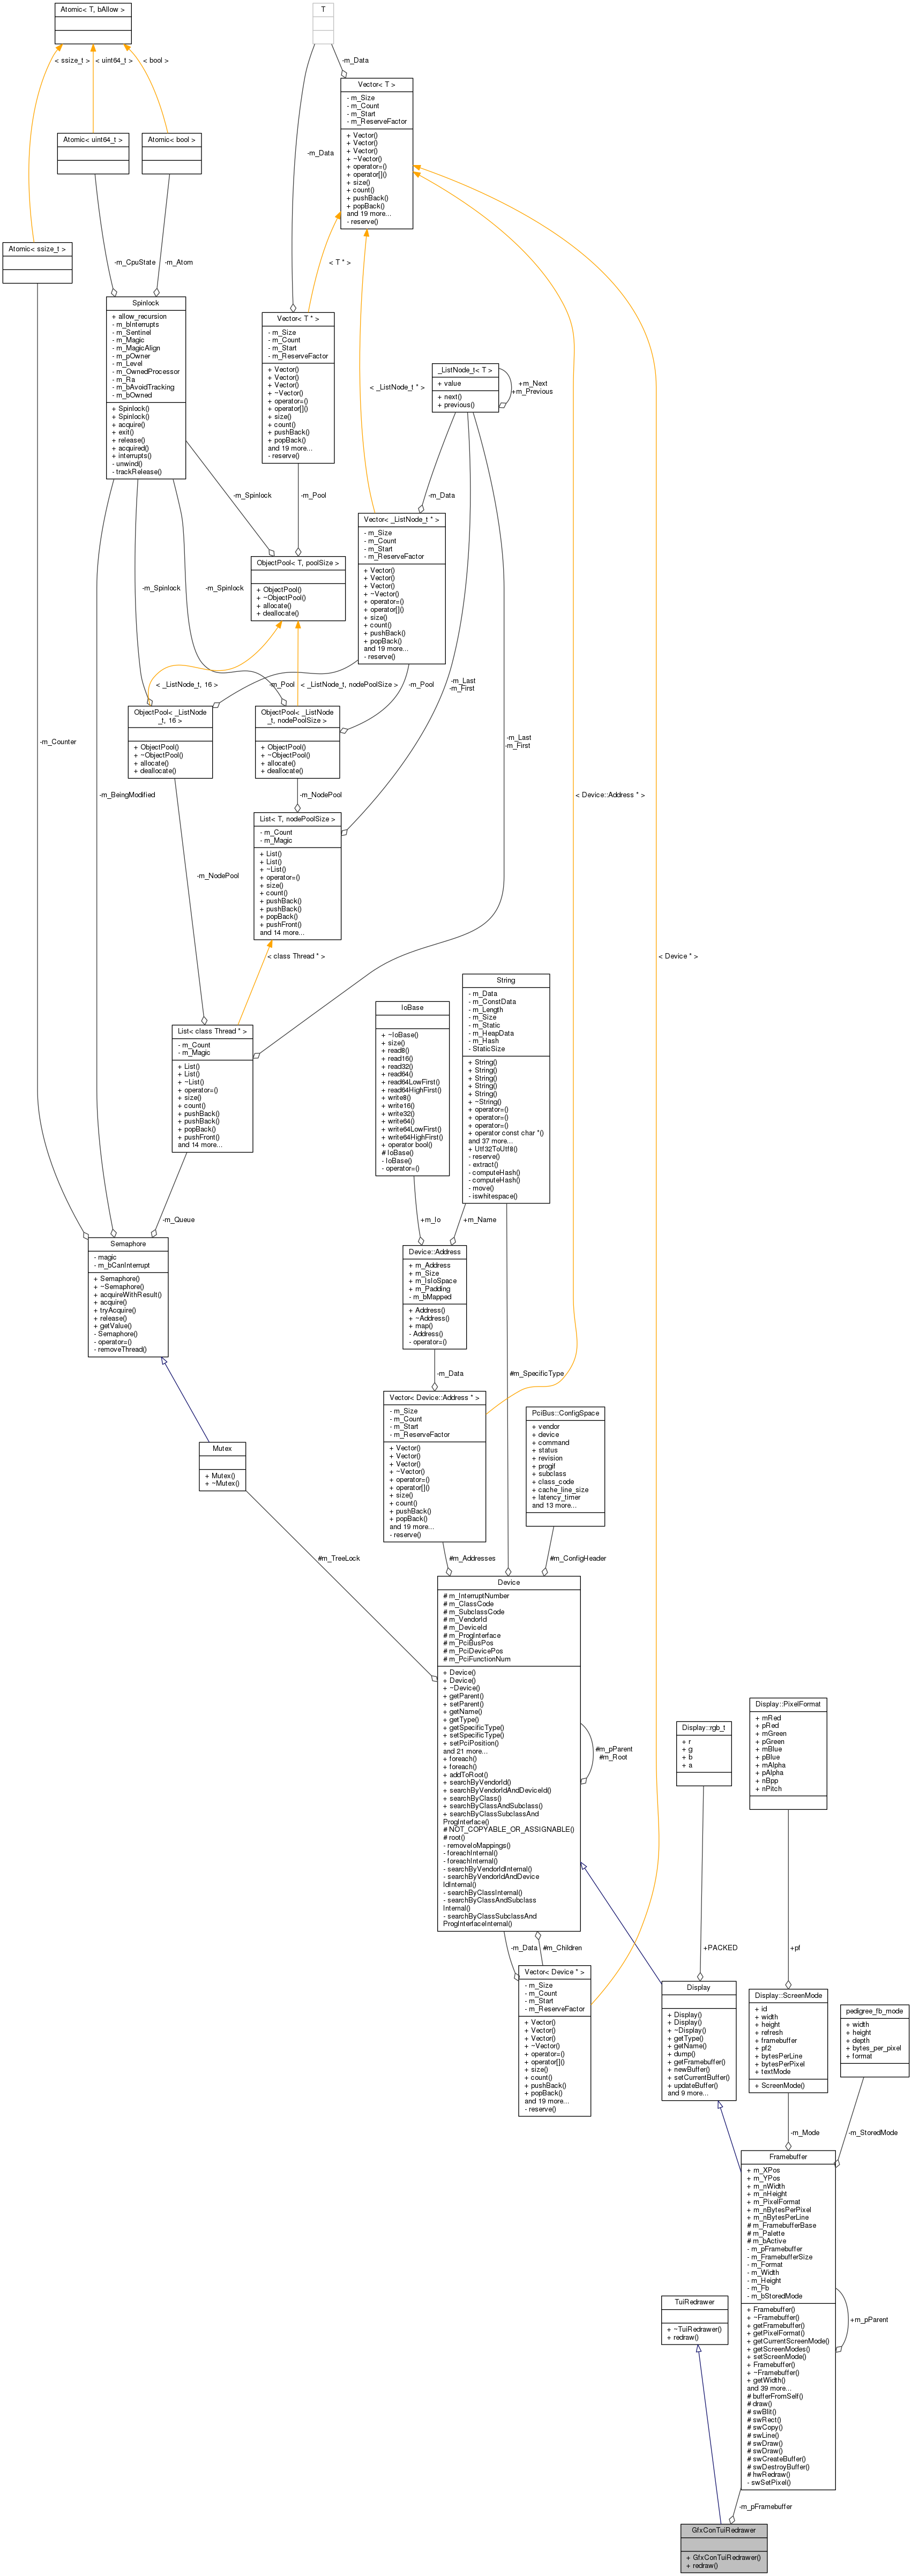 Atomic< T, bAllow >
T
< ssize_t >
< uint64_t >
< bool >
-m_Data
Vector< T >
- m_Size
- m_Count
- m_Start
- m_ReserveFactor
+ Vector()
+ Vector()
+ Vector()
+ ~Vector()
+ operator=()
+ operator[]()
+ size()
+ count()
+ pushBack()
+ popBack()
and 19 more...
- reserve()
Atomic< uint64_t >
Atomic< bool >
-m_Data
Atomic< ssize_t >
-m_CpuState
-m_Atom
< T * >
Spinlock
+ allow_recursion
- m_bInterrupts
- m_Sentinel
- m_Magic
- m_MagicAlign
- m_pOwner
- m_Level
- m_OwnedProcessor
- m_Ra
- m_bAvoidTracking
- m_bOwned
+ Spinlock()
+ Spinlock()
+ acquire()
+ exit()
+ release()
+ acquired()
+ interrupts()
- unwind()
- trackRelease()
Vector< T * >
- m_Size
- m_Count
- m_Start
- m_ReserveFactor
+ Vector()
+ Vector()
+ Vector()
+ ~Vector()
+ operator=()
+ operator[]()
+ size()
+ count()
+ pushBack()
+ popBack()
and 19 more...
- reserve()
< _ListNode_t * >
_ListNode_t< T >
+ value
+ next()
+ previous()
+m_Next
+m_Previous
-m_Spinlock
-m_Pool
-m_Data
Vector< _ListNode_t * >
- m_Size
- m_Count
- m_Start
- m_ReserveFactor
+ Vector()
+ Vector()
+ Vector()
+ ~Vector()
+ operator=()
+ operator[]()
+ size()
+ count()
+ pushBack()
+ popBack()
and 19 more...
- reserve()
ObjectPool< T, poolSize >
+ ObjectPool()
+ ~ObjectPool()
+ allocate()
+ deallocate()
-m_Spinlock
-m_Spinlock
< _ListNode_t, 16 >
-m_Pool
< _ListNode_t, nodePoolSize >
-m_Pool
-m_Last
-m_First
ObjectPool< _ListNode
_t, 16 >
+ ObjectPool()
+ ~ObjectPool()
+ allocate()
+ deallocate()
ObjectPool< _ListNode
_t, nodePoolSize >
+ ObjectPool()
+ ~ObjectPool()
+ allocate()
+ deallocate()
-m_Counter
-m_Last
-m_First
-m_BeingModified
-m_NodePool
< Device::Address * >
List< T, nodePoolSize >
- m_Count
- m_Magic
+ List()
+ List()
+ ~List()
+ operator=()
+ size()
+ count()
+ pushBack()
+ pushBack()
+ popBack()
+ pushFront()
and 14 more...
-m_NodePool
< class Thread * >
< Device * >
List< class Thread * >
- m_Count
- m_Magic
+ List()
+ List()
+ ~List()
+ operator=()
+ size()
+ count()
+ pushBack()
+ pushBack()
+ popBack()
+ pushFront()
and 14 more...
IoBase
+ ~IoBase()
+ size()
+ read8()
+ read16()
+ read32()
+ read64()
+ read64LowFirst()
+ read64HighFirst()
+ write8()
+ write16()
+ write32()
+ write64()
+ write64LowFirst()
+ write64HighFirst()
+ operator bool()
# IoBase()
- IoBase()
- operator=()
String
- m_Data
- m_ConstData
- m_Length
- m_Size
- m_Static
- m_HeapData
- m_Hash
- StaticSize
+ String()
+ String()
+ String()
+ String()
+ String()
+ ~String()
+ operator=()
+ operator=()
+ operator=()
+ operator const char *()
and 37 more...
+ Utf32ToUtf8()
- reserve()
- extract()
- computeHash()
- computeHash()
- move()
- iswhitespace()
-m_Queue
+m_Io
+m_Name
Semaphore
- magic
- m_bCanInterrupt
+ Semaphore()
+ ~Semaphore()
+ acquireWithResult()
+ acquire()
+ tryAcquire()
+ release()
+ getValue()
- Semaphore()
- operator=()
- removeThread()
Device::Address
+ m_Address
+ m_Size
+ m_IsIoSpace
+ m_Padding
- m_bMapped
+ Address()
+ ~Address()
+ map()
- Address()
- operator=()
-m_Data
#m_SpecificType
Vector< Device::Address * >
- m_Size
- m_Count
- m_Start
- m_ReserveFactor
+ Vector()
+ Vector()
+ Vector()
+ ~Vector()
+ operator=()
+ operator[]()
+ size()
+ count()
+ pushBack()
+ popBack()
and 19 more...
- reserve()
PciBus::ConfigSpace
+ vendor
+ device
+ command
+ status
+ revision
+ progif
+ subclass
+ class_code
+ cache_line_size
+ latency_timer
and 13 more...
Mutex
+ Mutex()
+ ~Mutex()
#m_TreeLock
#m_Addresses
#m_ConfigHeader
Device
# m_InterruptNumber
# m_ClassCode
# m_SubclassCode
# m_VendorId
# m_DeviceId
# m_ProgInterface
# m_PciBusPos
# m_PciDevicePos
# m_PciFunctionNum
+ Device()
+ Device()
+ ~Device()
+ getParent()
+ setParent()
+ getName()
+ getType()
+ getSpecificType()
+ setSpecificType()
+ setPciPosition()
and 21 more...
+ foreach()
+ foreach()
+ addToRoot()
+ searchByVendorId()
+ searchByVendorIdAndDeviceId()
+ searchByClass()
+ searchByClassAndSubclass()
+ searchByClassSubclassAnd
ProgInterface()
# NOT_COPYABLE_OR_ASSIGNABLE()
# root()
- removeIoMappings()
- foreachInternal()
- foreachInternal()
- searchByVendorIdInternal()
- searchByVendorIdAndDevice
IdInternal()
- searchByClassInternal()
- searchByClassAndSubclass
Internal()
- searchByClassSubclassAnd
ProgInterfaceInternal()
#m_pParent
#m_Root
Display::rgb_t
+ r
+ g
+ b
+ a
Display::PixelFormat
+ mRed
+ pRed
+ mGreen
+ pGreen
+ mBlue
+ pBlue
+ mAlpha
+ pAlpha
+ nBpp
+ nPitch
-m_Data
#m_Children
+PACKED
+pf
Vector< Device * >
- m_Size
- m_Count
- m_Start
- m_ReserveFactor
+ Vector()
+ Vector()
+ Vector()
+ ~Vector()
+ operator=()
+ operator[]()
+ size()
+ count()
+ pushBack()
+ popBack()
and 19 more...
- reserve()
Display
+ Display()
+ Display()
+ ~Display()
+ getType()
+ getName()
+ dump()
+ getFramebuffer()
+ newBuffer()
+ setCurrentBuffer()
+ updateBuffer()
and 9 more...
Display::ScreenMode
+ id
+ width
+ height
+ refresh
+ framebuffer
+ pf2
+ bytesPerLine
+ bytesPerPixel
+ textMode
+ ScreenMode()
pedigree_fb_mode
+ width
+ height
+ depth
+ bytes_per_pixel
+ format
-m_Mode
-m_StoredMode
Framebuffer
+ m_XPos
+ m_YPos
+ m_nWidth
+ m_nHeight
+ m_PixelFormat
+ m_nBytesPerPixel
+ m_nBytesPerLine
# m_FramebufferBase
# m_Palette
# m_bActive
- m_pFramebuffer
- m_FramebufferSize
- m_Format
- m_Width
- m_Height
- m_Fb
- m_bStoredMode
+ Framebuffer()
+ ~Framebuffer()
+ getFramebuffer()
+ getPixelFormat()
+ getCurrentScreenMode()
+ getScreenModes()
+ setScreenMode()
+ Framebuffer()
+ ~Framebuffer()
+ getWidth()
and 39 more...
# bufferFromSelf()
# draw()
# swBlit()
# swRect()
# swCopy()
# swLine()
# swDraw()
# swDraw()
# swCreateBuffer()
# swDestroyBuffer()
# hwRedraw()
- swSetPixel()
+m_pParent
TuiRedrawer
+ ~TuiRedrawer()
+ redraw()
-m_pFramebuffer
GfxConTuiRedrawer
+ GfxConTuiRedrawer()
+ redraw()